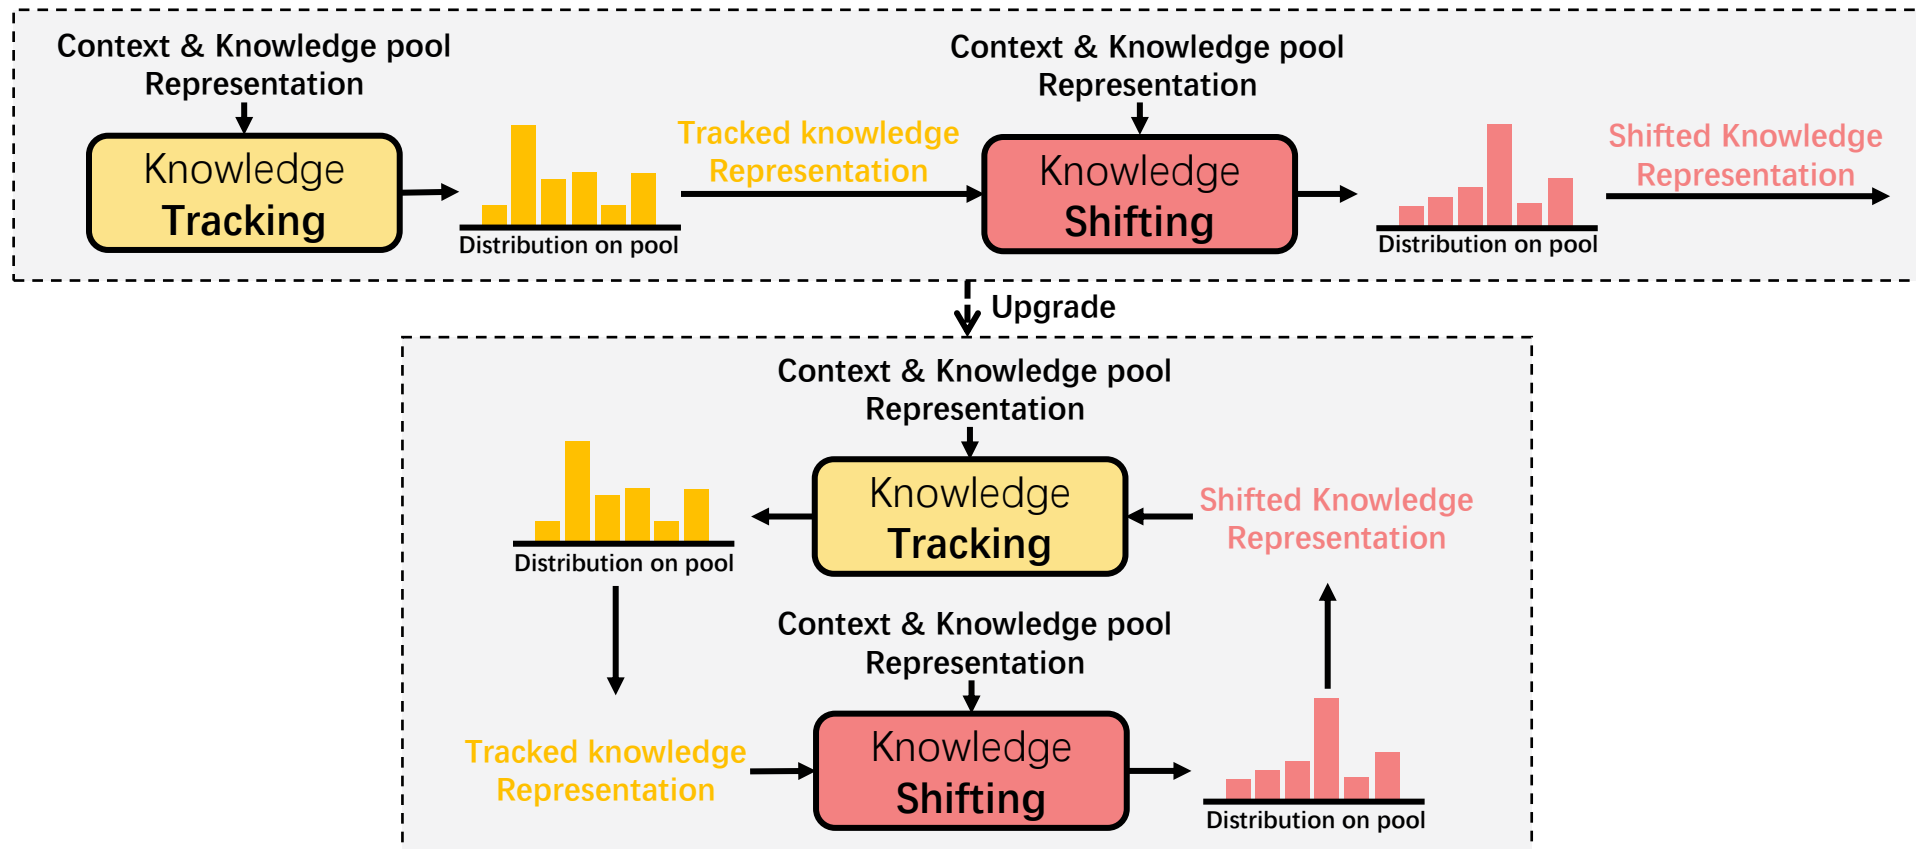 Context & Knowledge pool
Representation
Knowledge
Tracking
Distribution on pool
Tracked knowledge
Representation
Context & Knowledge pool
Representation
Knowledge
Shifting
Distribution on pool
Shifted Knowledge
Representation
Upgrade
Context & Knowledge pool
Representation
Knowledge
Tracking
Distribution on pool
Shifted Knowledge
Representation
Context & Knowledge pool
Representation
Tracked knowledge
Representation
Knowledge
Shifting
Distribution on pool